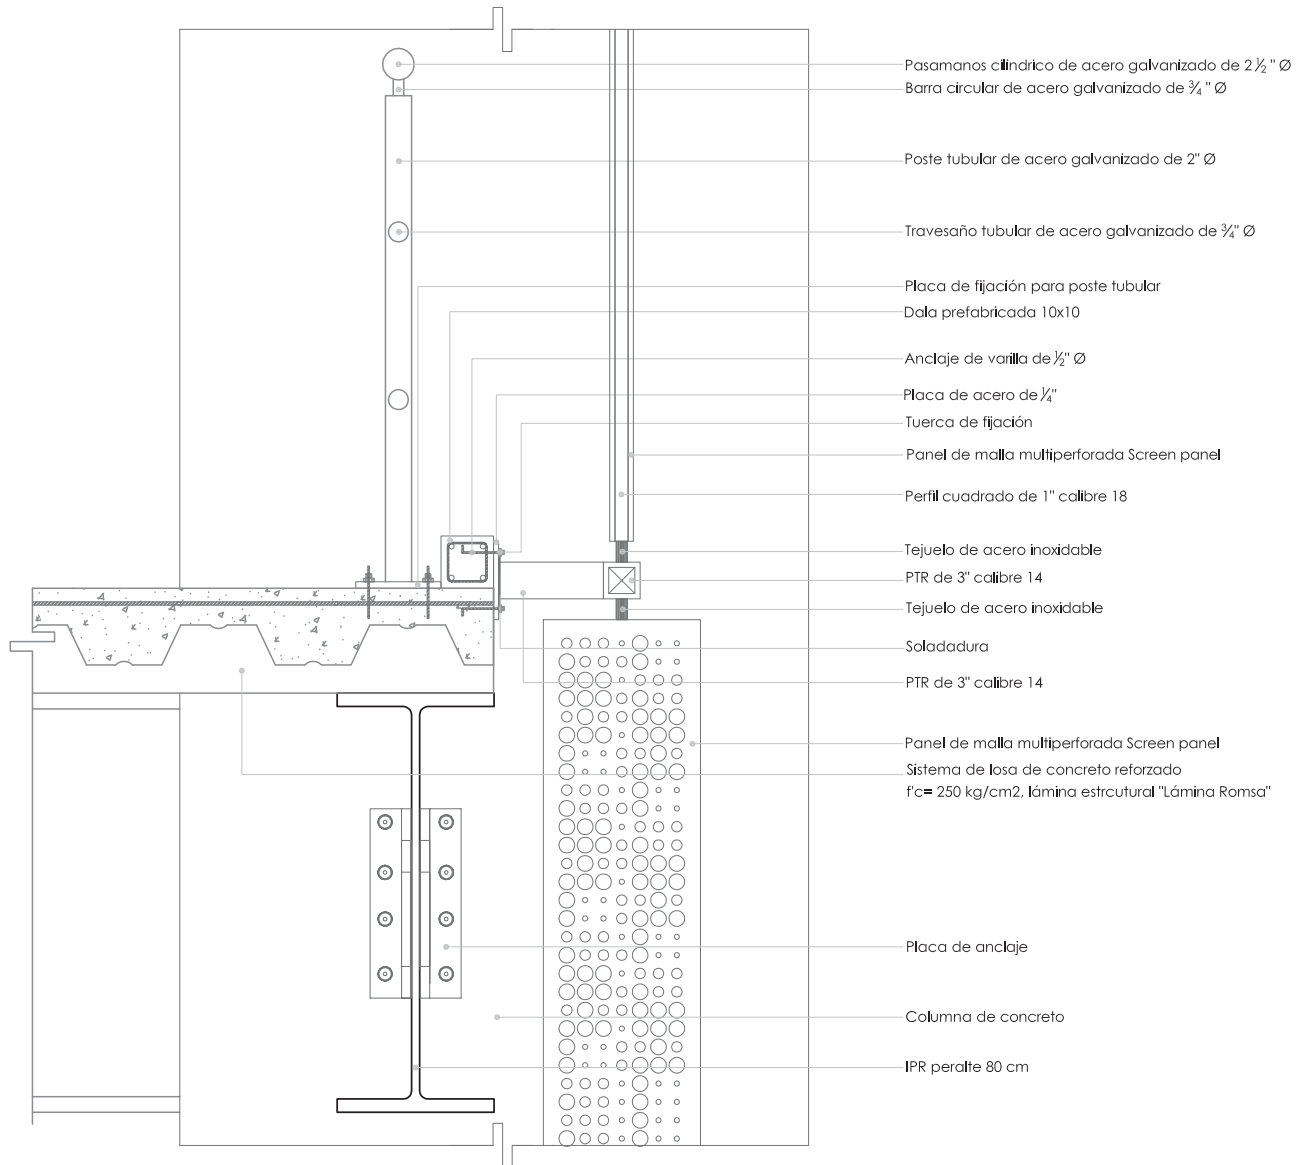 Pasamanos cilindrico de acero galvanizado de 2 ½ " Ø
Barra circular de acero galvanizado de ¾ " Ø
Poste tubular de acero galvanizado de 2" Ø
Travesaño tubular de acero galvanizado de ¾" Ø
Placa de fijación para poste tubular
Dala prefabricada 10x10
Anclaje de varilla de ½" Ø
Placa de acero de ¼"
Tuerca de fijación
Panel de malla multiperforada Screen panel
Perfil cuadrado de 1" calibre 18
Tejuelo de acero inoxidable
PTR de 3" calibre 14
Tejuelo de acero inoxidable
Soladadura
PTR de 3" calibre 14
Panel de malla multiperforada Screen panel
Sistema de losa de concreto reforzado
f'c= 250 kg/cm2, lámina estrcutural "Lámina Romsa"
Placa de anclaje
Columna de concreto
IPR peralte 80 cm